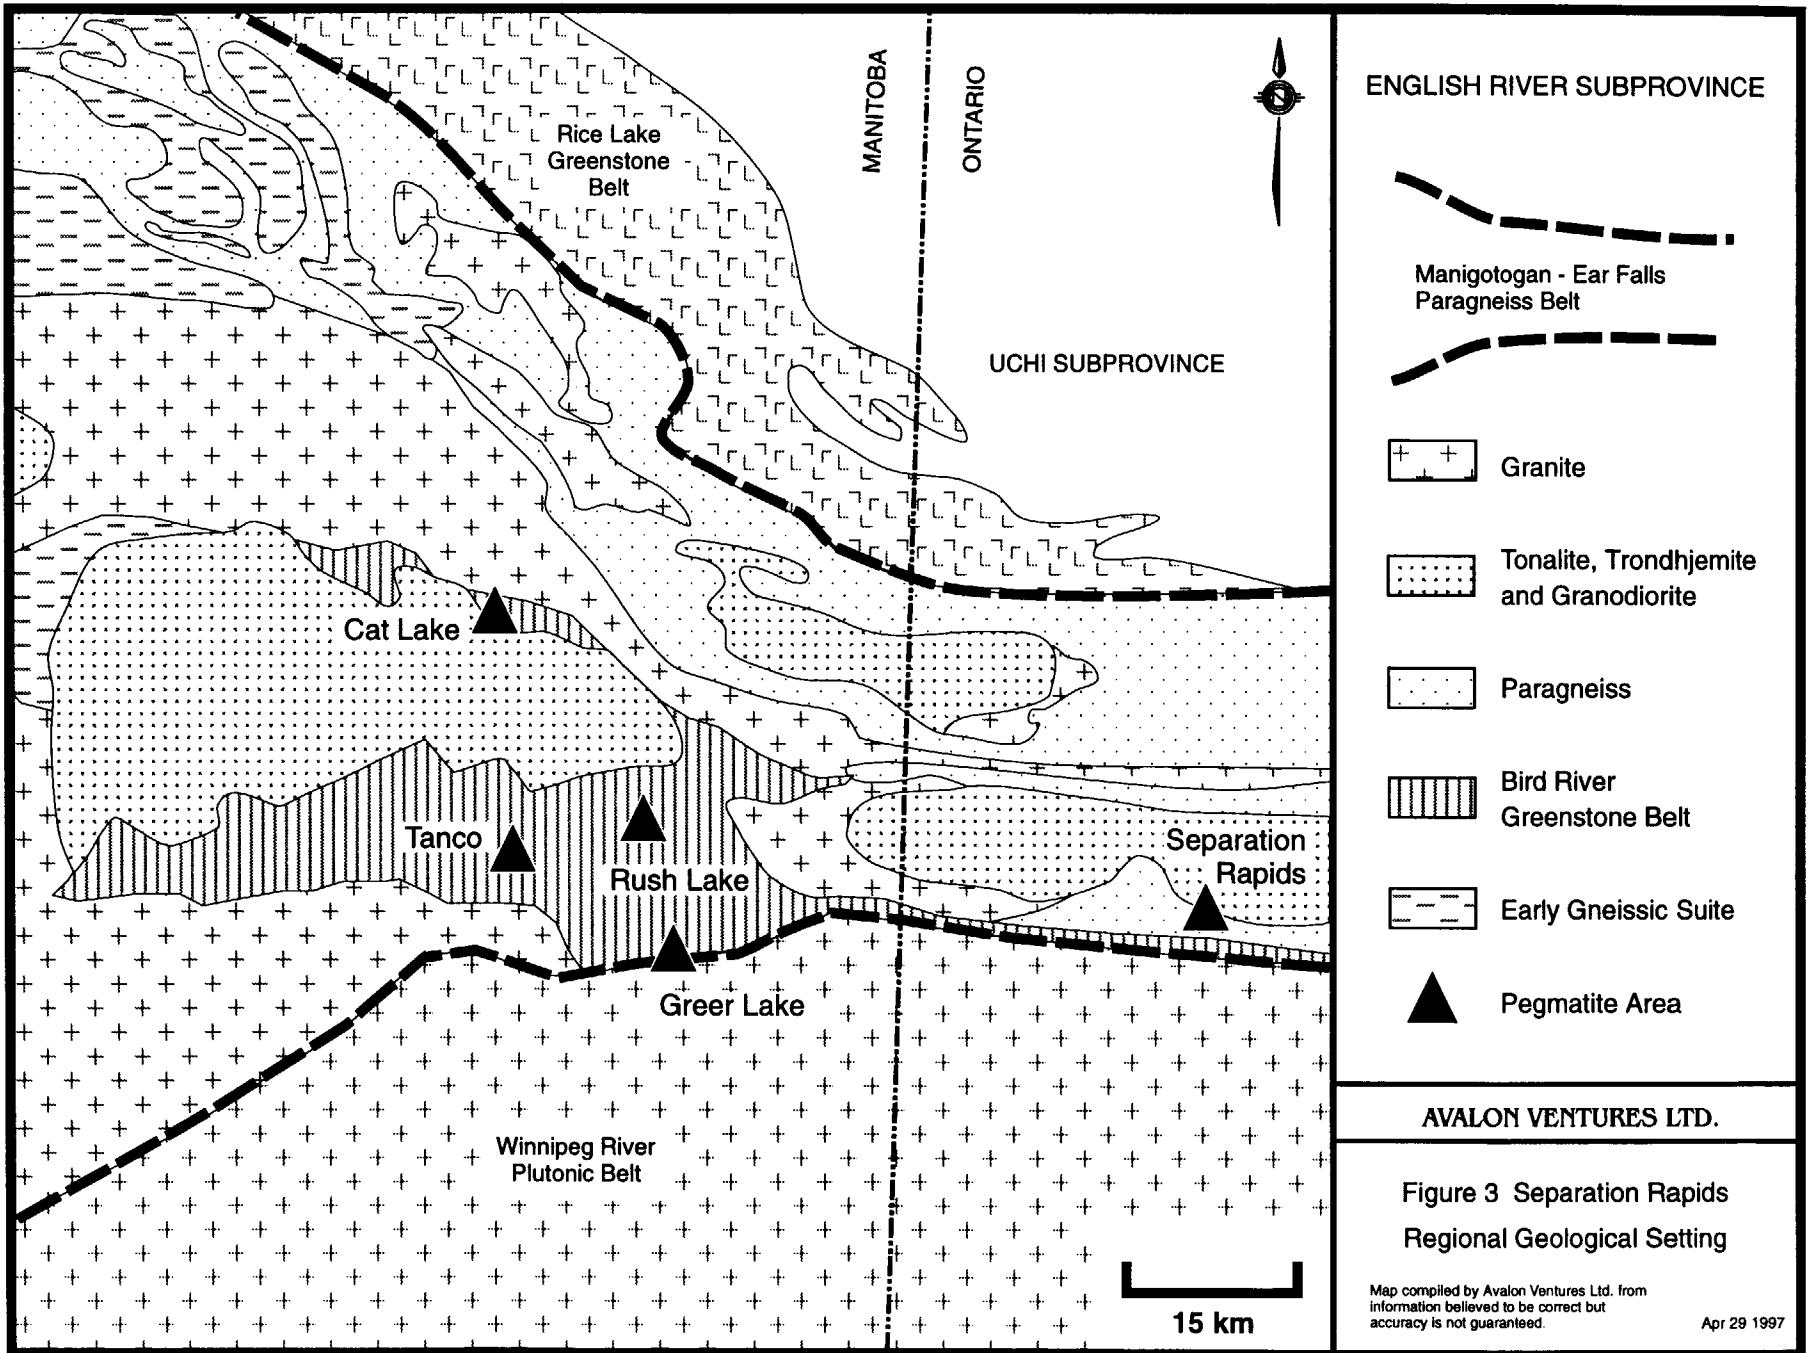 MANITOBA
ONTARIO
Rice Lake
Greenstone
Belt
UCHI SUBPROVINCE
Cat Lake
Tanco
Rush Lake
Separation
Rapids
Greer Lake
Winnipeg River
Plutonic Belt
15 km
ENGLISH RIVER SUBPROVINCE
Manigotogan - Ear Falls
Paragneiss Belt
Granite
Tonalite, Trondhjemite
and Granodiorite
Paragneiss
Bird River
Greenstone Belt
Early Gneissic Suite
Pegmatite Area
AVALON VENTURES LTD.
Figure 3 Separation Rapids
Regional Geological Setting
Map compiled by Avalon Ventures Ltd. from
information believed to be correct but
accuracy is not guaranteed.
Apr 29 1997